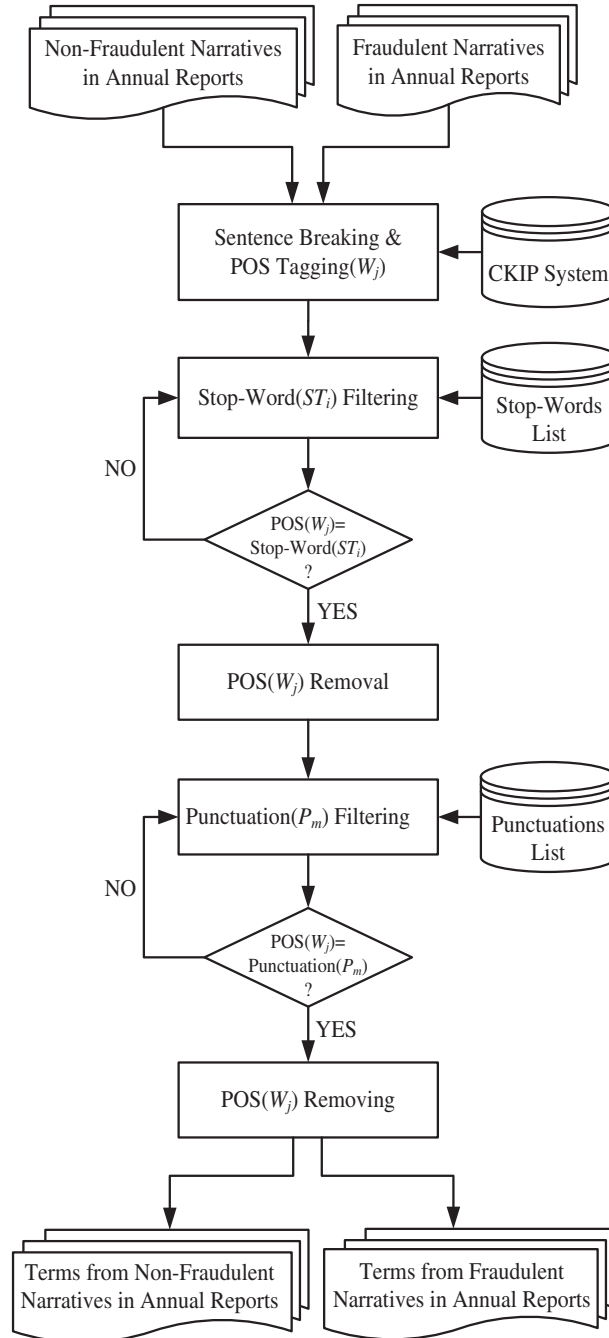 Non-Fraudulent Narratives
in Annual Reports
Fraudulent Narratives
in Annual Reports
Sentence Breaking &
POS Tagging(Wj)
CKIP System
Stop-Word(STi) Filtering
Stop-Words
List
NO
POS(Wj)=
Stop-Word(STi)
?
YES
POS(Wj) Removal
Punctuation(Pm) Filtering
Punctuations
List
NO
POS(Wj)=
Punctuation(Pm)
?
YES
POS(Wj) Removing
Terms from Non-Fraudulent
Narratives in Annual Reports
Terms from Fraudulent
Narratives in Annual Reports